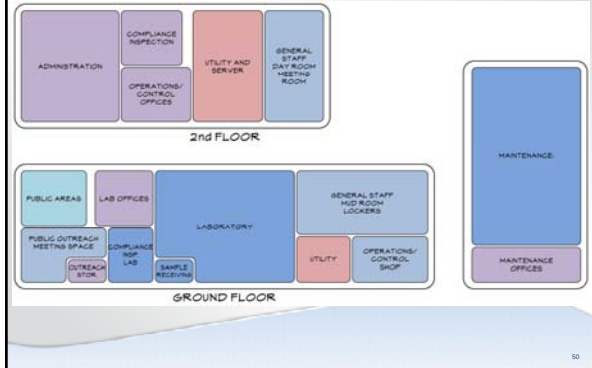 ADMINISTRATION
COMPLIANCE
INSPECTION
OPERATIONS/
CONTROL
OFFICES
UTILITY AND
SERVER
GENERAL
STAFF
DAY ROOM
MEETING
ROOM
2nd FLOOR
PUBLIC AREAS
LAB OFFICES
LABORATORY
GENERAL STAFF
MUD ROOM
LOCKERS
PUBLIC OUTREACH
MEETING SPACE
OUTREACH
STOR.
COMPLIANCE
INSP.
LAB
SAMPLE
RECEIVING
UTILITY
OPERATIONS/
CONTROL
SHOP
GROUND FLOOR
MAINTENANCE
MAINTENANCE
OFFICES
50